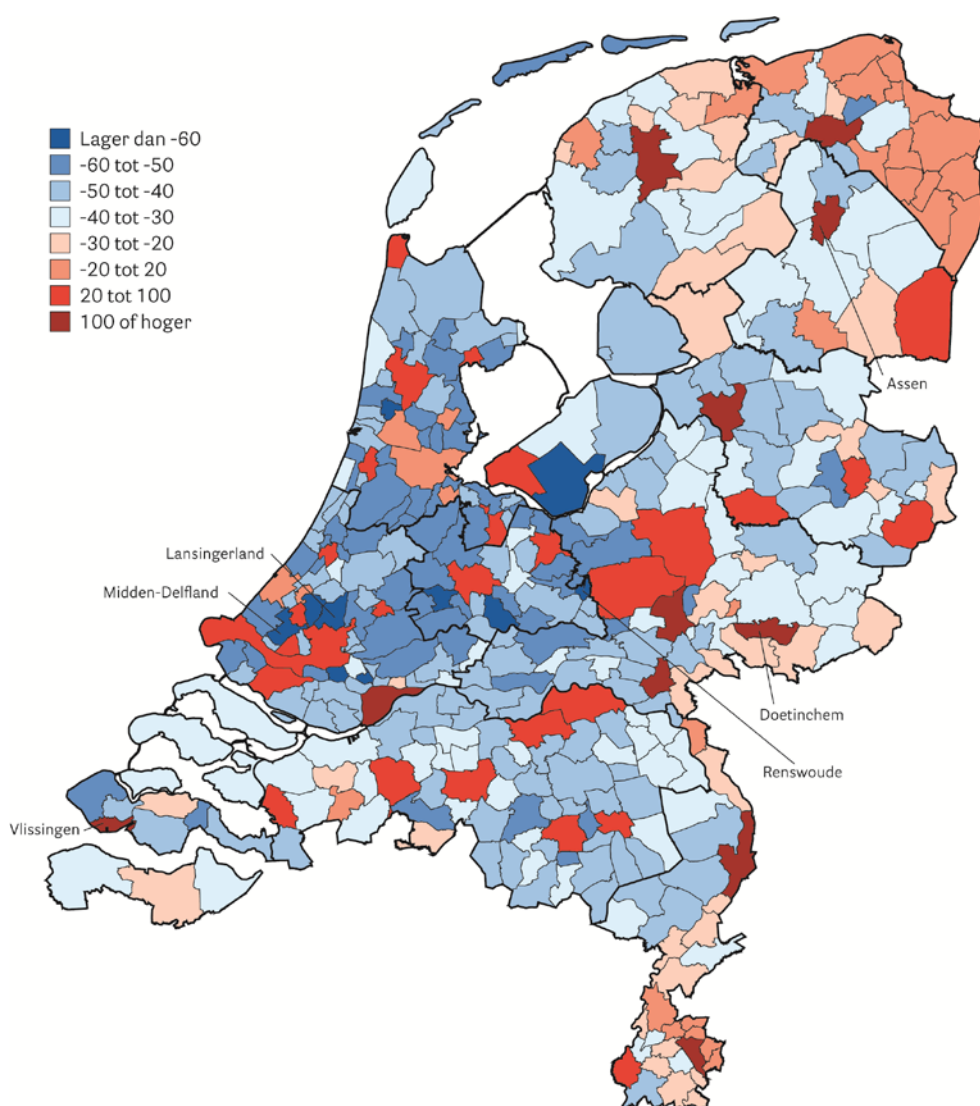 Lager dan -60
-60 tot -50
-50 tot -40
-40 tot -30
-30 tot -20
-20 tot 20
20 tot 100
100 of hoger
Assen
Lansingerland
Midden-Delfland
Doetinchem
Renswoude
Vlissingen